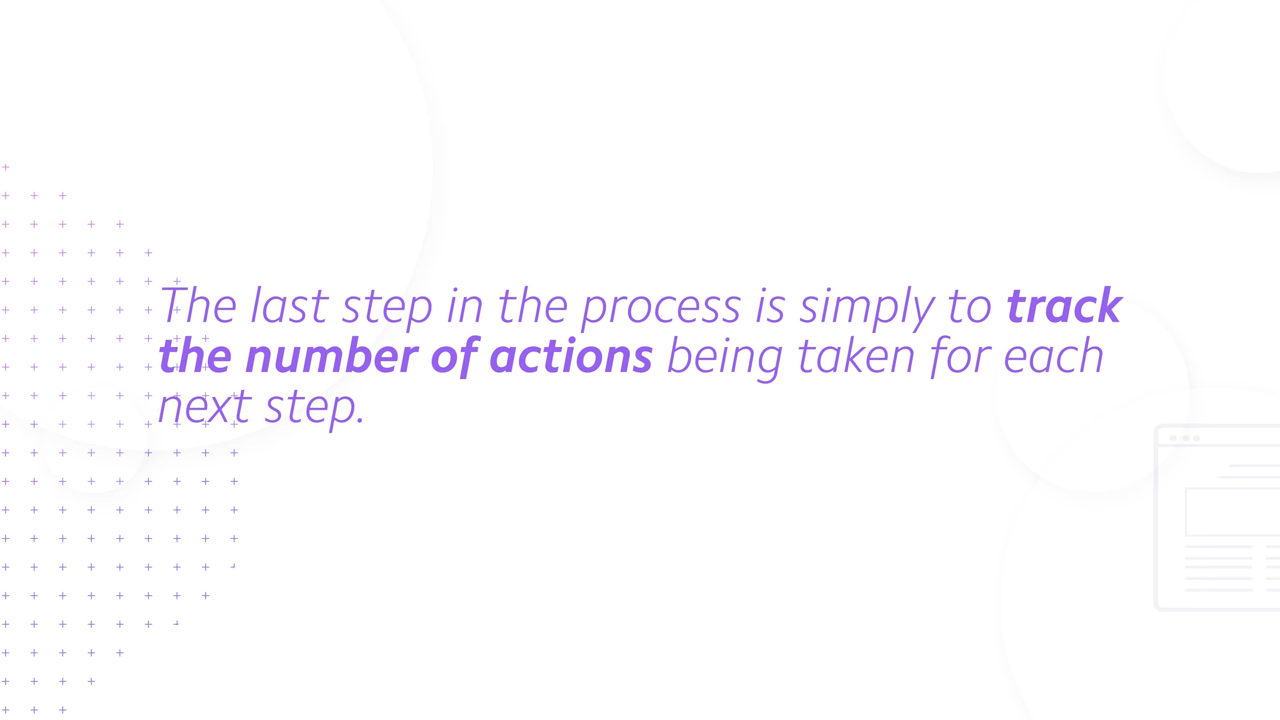 The last step in the process is simply to track
the number of actions being taken for each
next step.